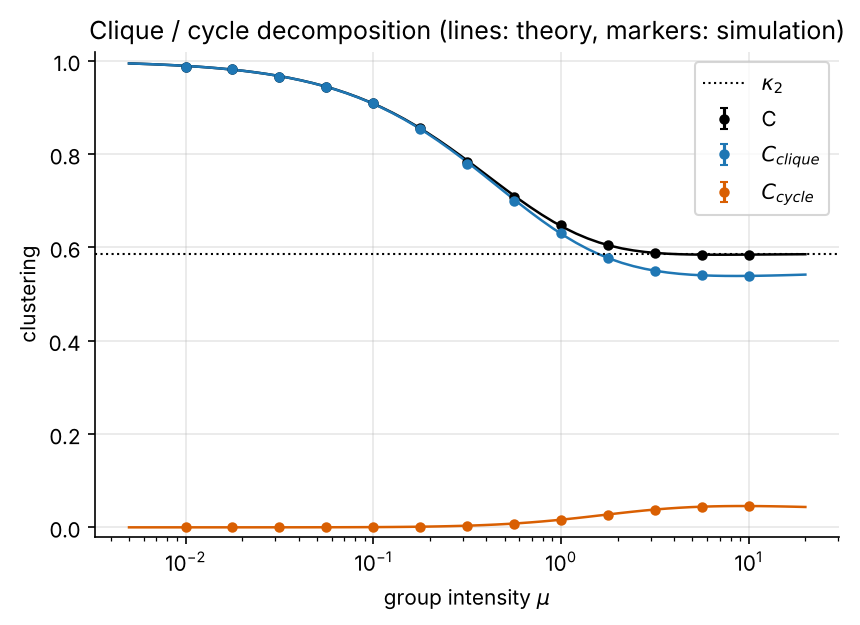 Clique / cycle decomposition (lines: theory, markers: simulation)
κ₂
C
C_clique
C_cycle
clustering
1.0
0.8
0.6
0.4
0.2
0.0
10⁻² 10⁻¹ 10⁰ 10¹
group intensity μ